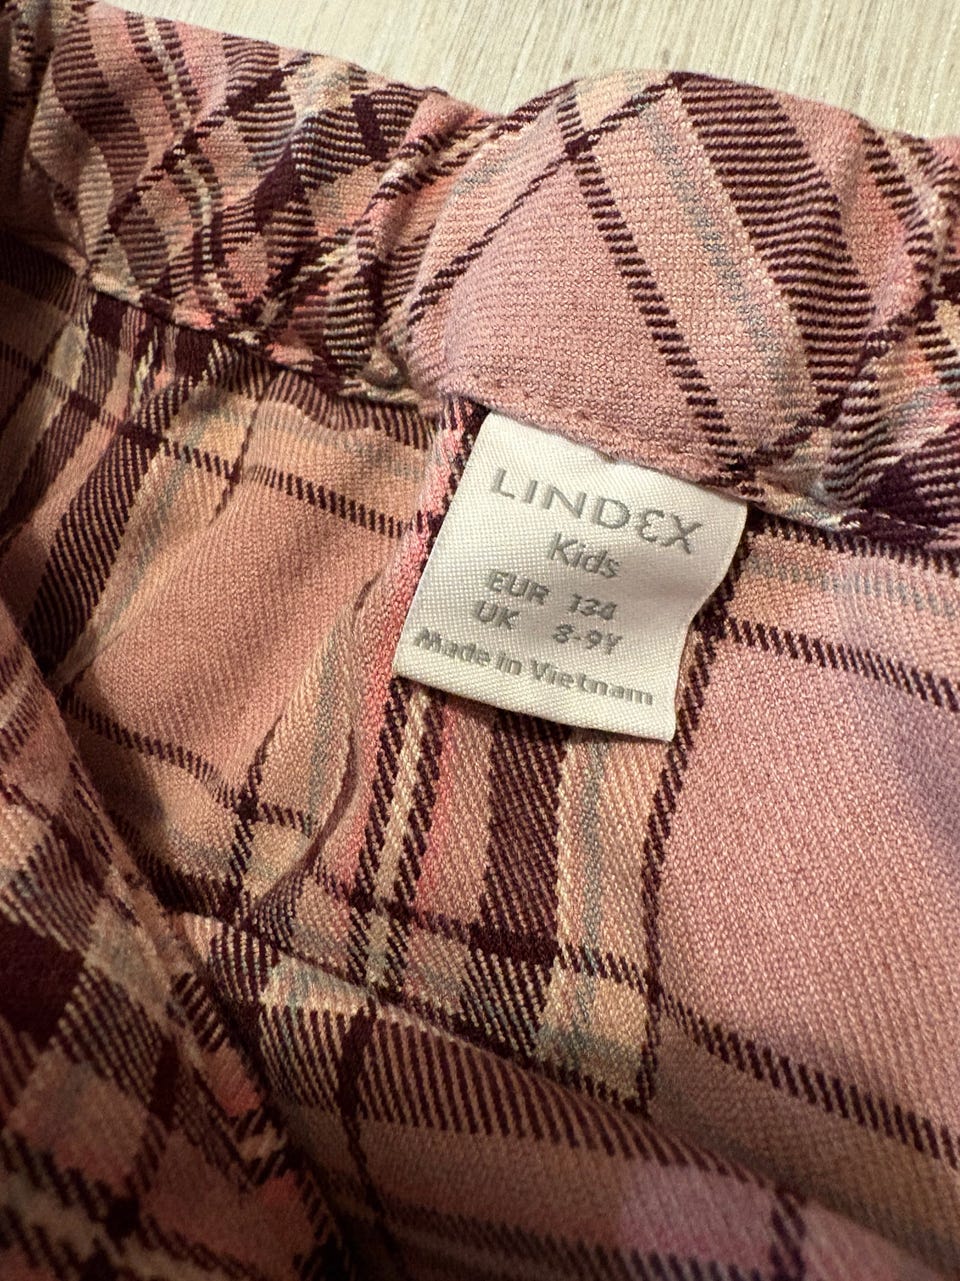 LINDEX
Kids
EUR 134
UK 8-9Y
Made in Vietnam